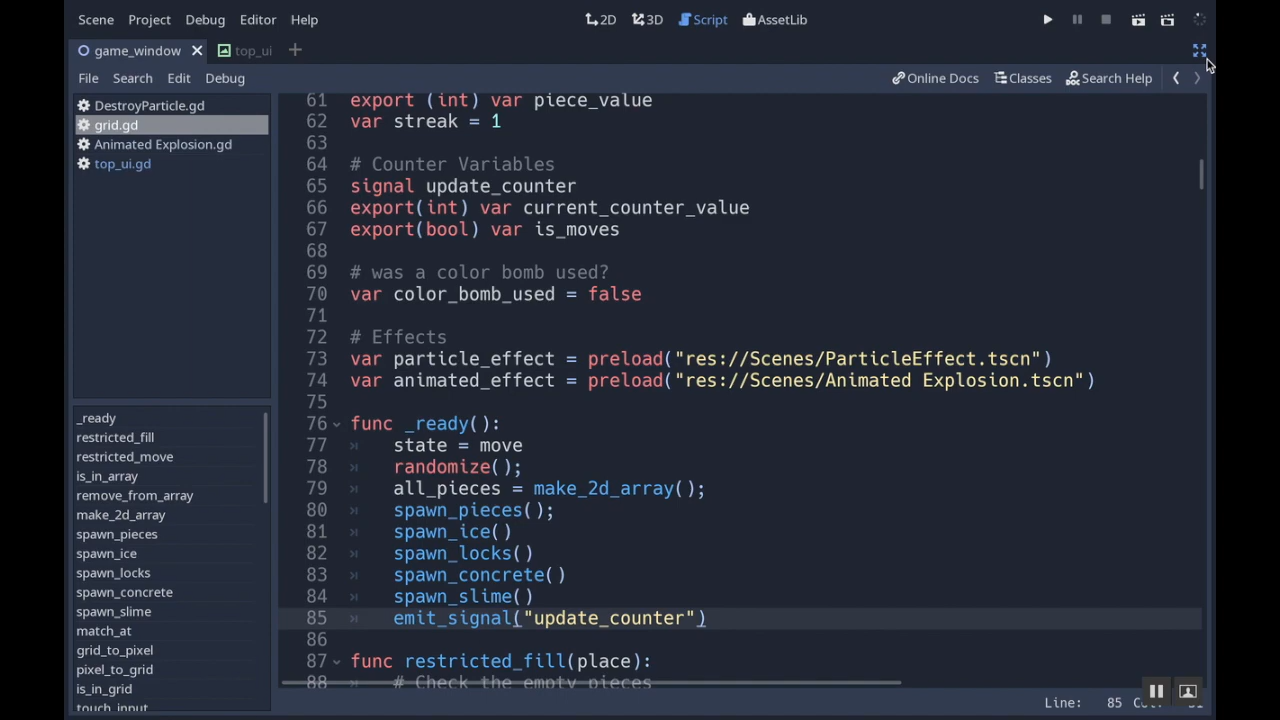 Scene Project Debug Editor Help 2D 3D Script AssetLib
game_window top_ui
File Search Edit Debug Online Docs Classes Search Help
DestroyParticle.gd
grid.gd
Animated Explosion.gd
top_ui.gd
_ready
restricted_fill
restricted_move
is_in_array
remove_from_array
make_2d_array
spawn_pieces
spawn_ice
spawn_locks
spawn_concrete
spawn_slime
match_at
grid_to_pixel
pixel_to_grid
is_in_grid
touch_input
61 export (int) var piece_value
62 var streak = 1
63
64 # Counter Variables
65 signal update_counter
66 export(int) var current_counter_value
67 export(bool) var is_moves
68
69 # was a color bomb used?
70 var color_bomb_used = false
71
72 # Effects
73 var particle_effect = preload("res://Scenes/ParticleEffect.tscn")
74 var animated_effect = preload("res://Scenes/Animated Explosion.tscn")
75
76 func _ready():
77 state = move
78 randomize();
79 all_pieces = make_2d_array();
80 spawn_pieces();
81 spawn_ice()
82 spawn_locks()
83 spawn_concrete()
84 spawn_slime()
85 emit_signal("update_counter")
86
87 func restricted_fill(place):
88 # Check the empty pieces
Line: 85